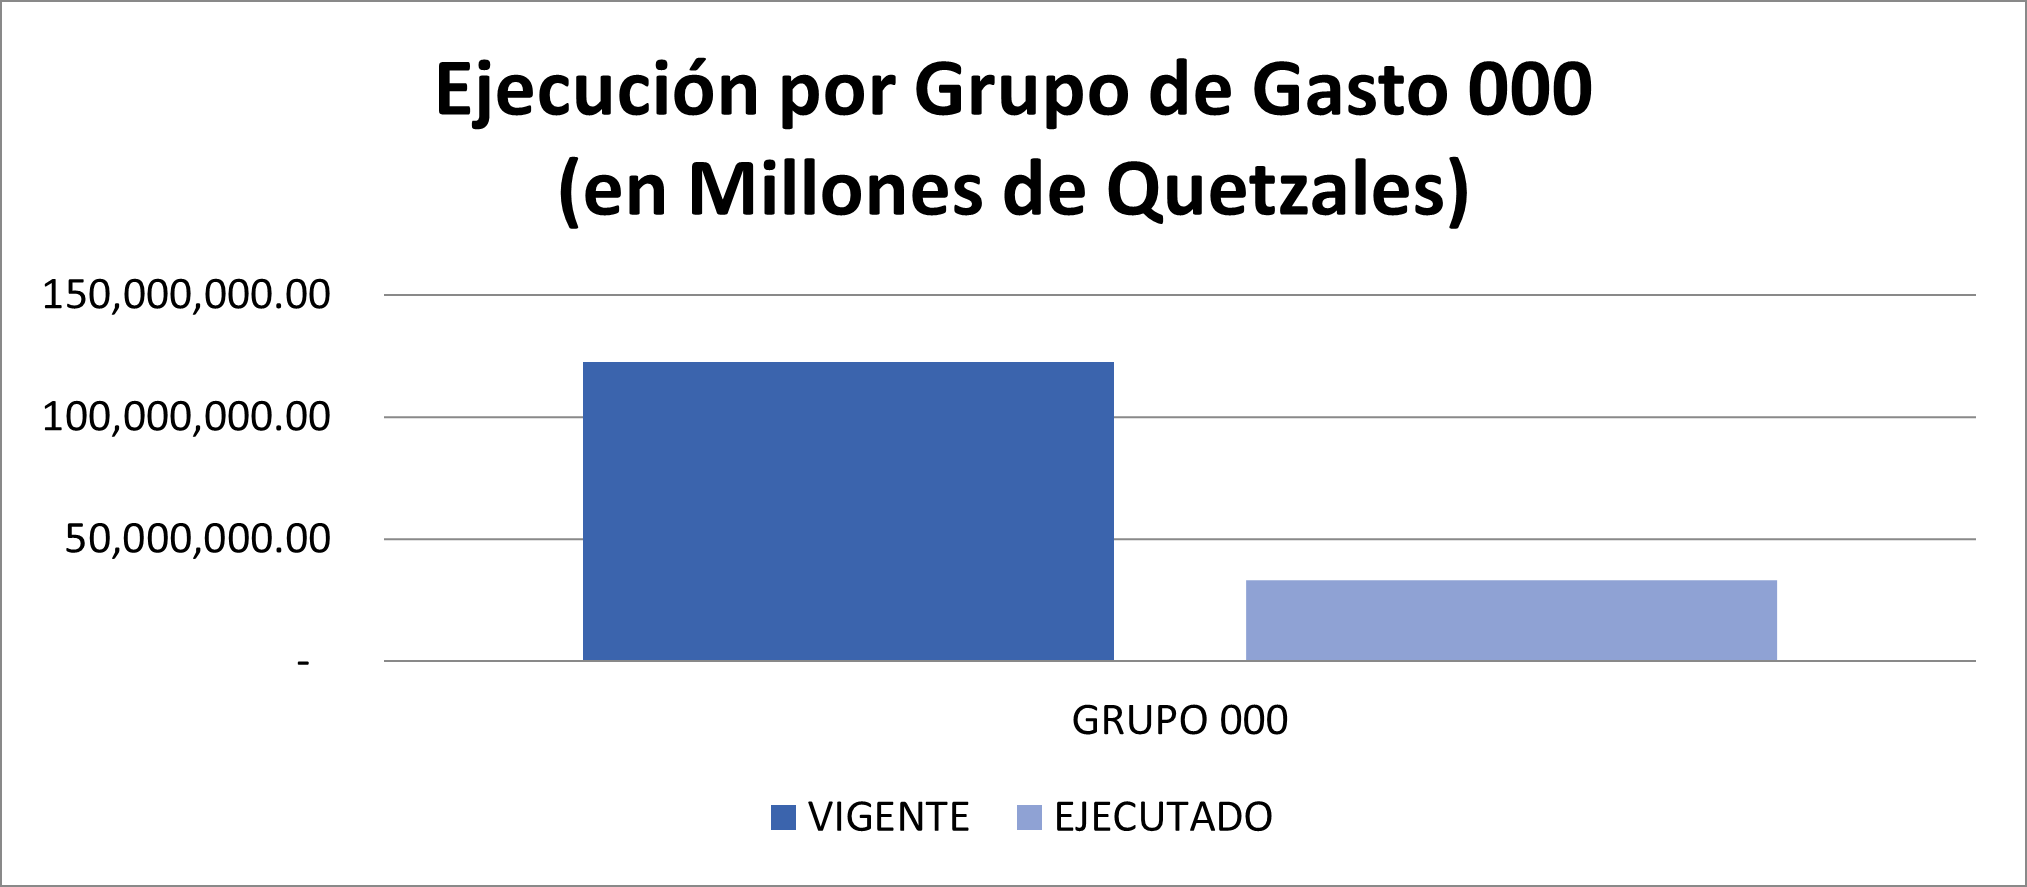 Ejecución por Grupo de Gasto 000
(en Millones de Quetzales)
150,000,000.00
100,000,000.00
50,000,000.00
-
GRUPO 000
VIGENTE
EJECUTADO